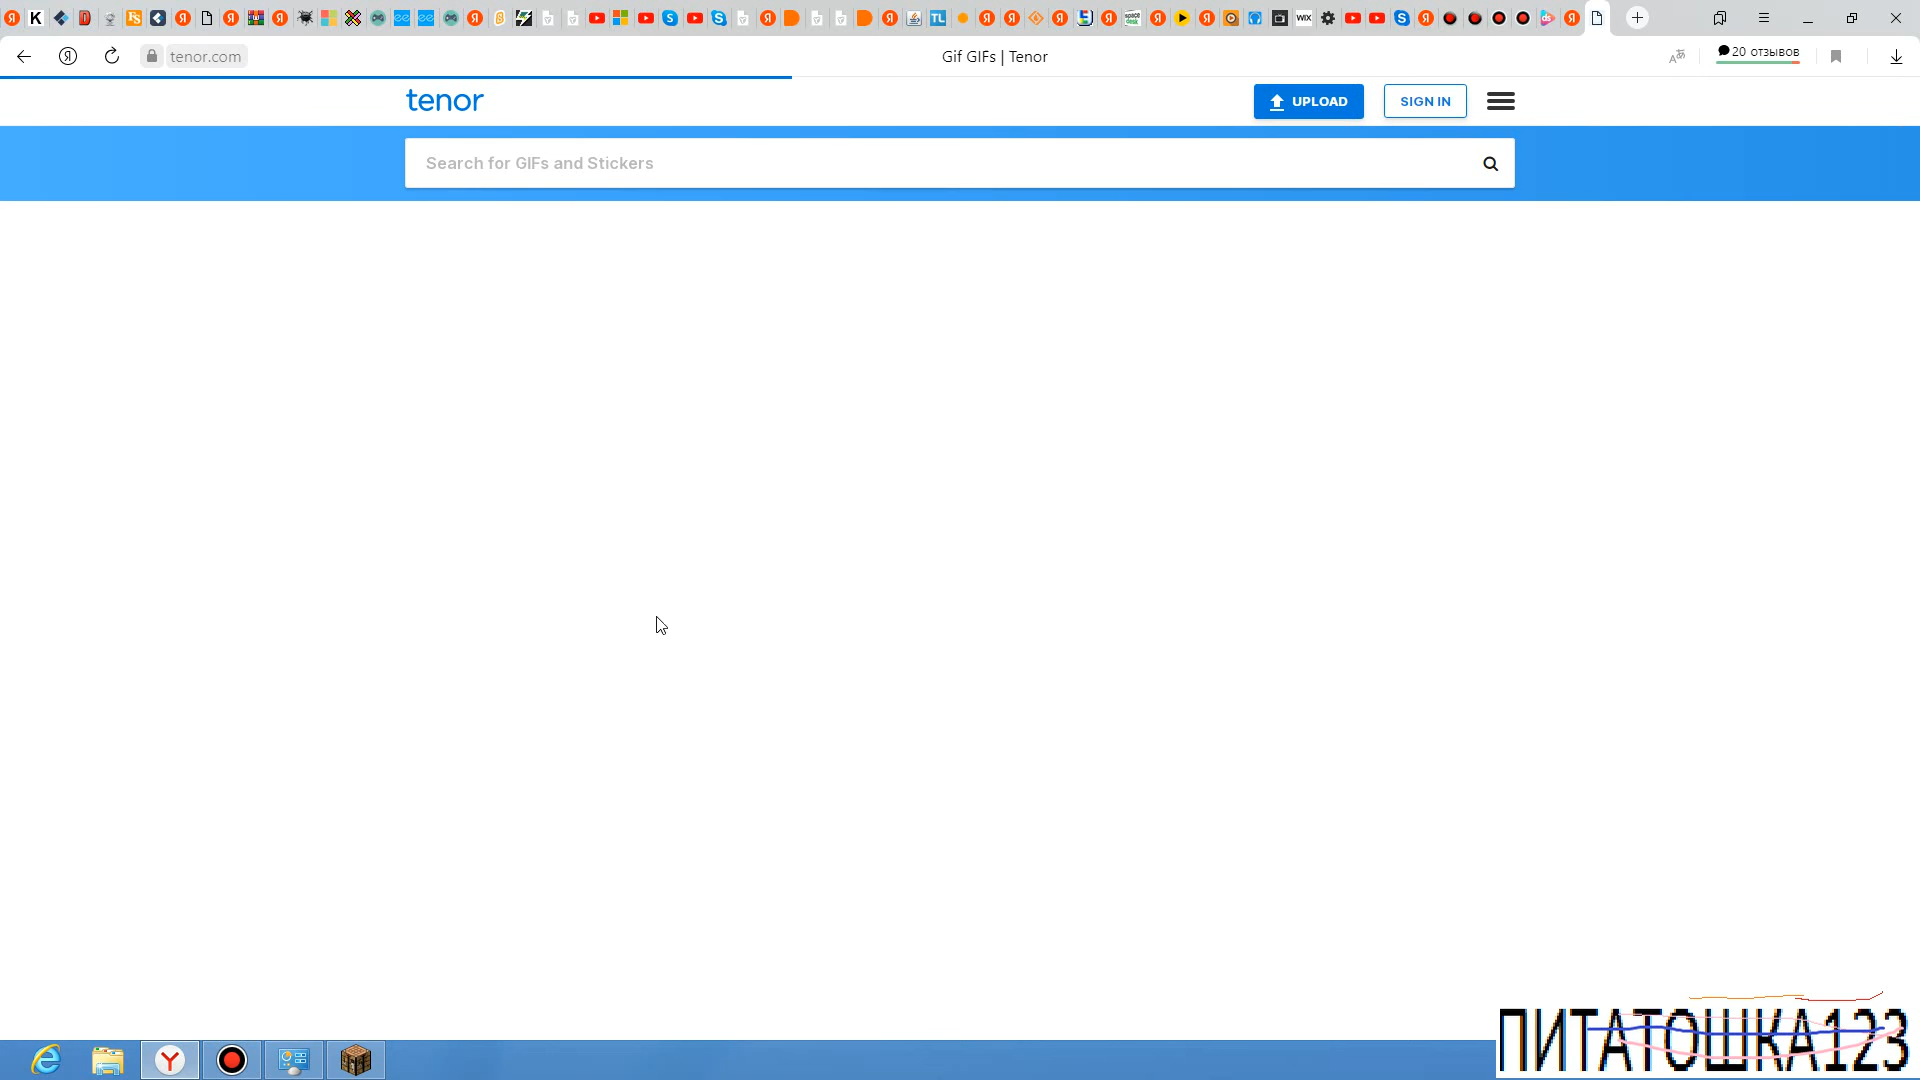 tenor.com
Gif GIFs | Tenor
20 отзывов
tenor
UPLOAD
SIGN IN
Search for GIFs and Stickers
ПИТАТОШКА123